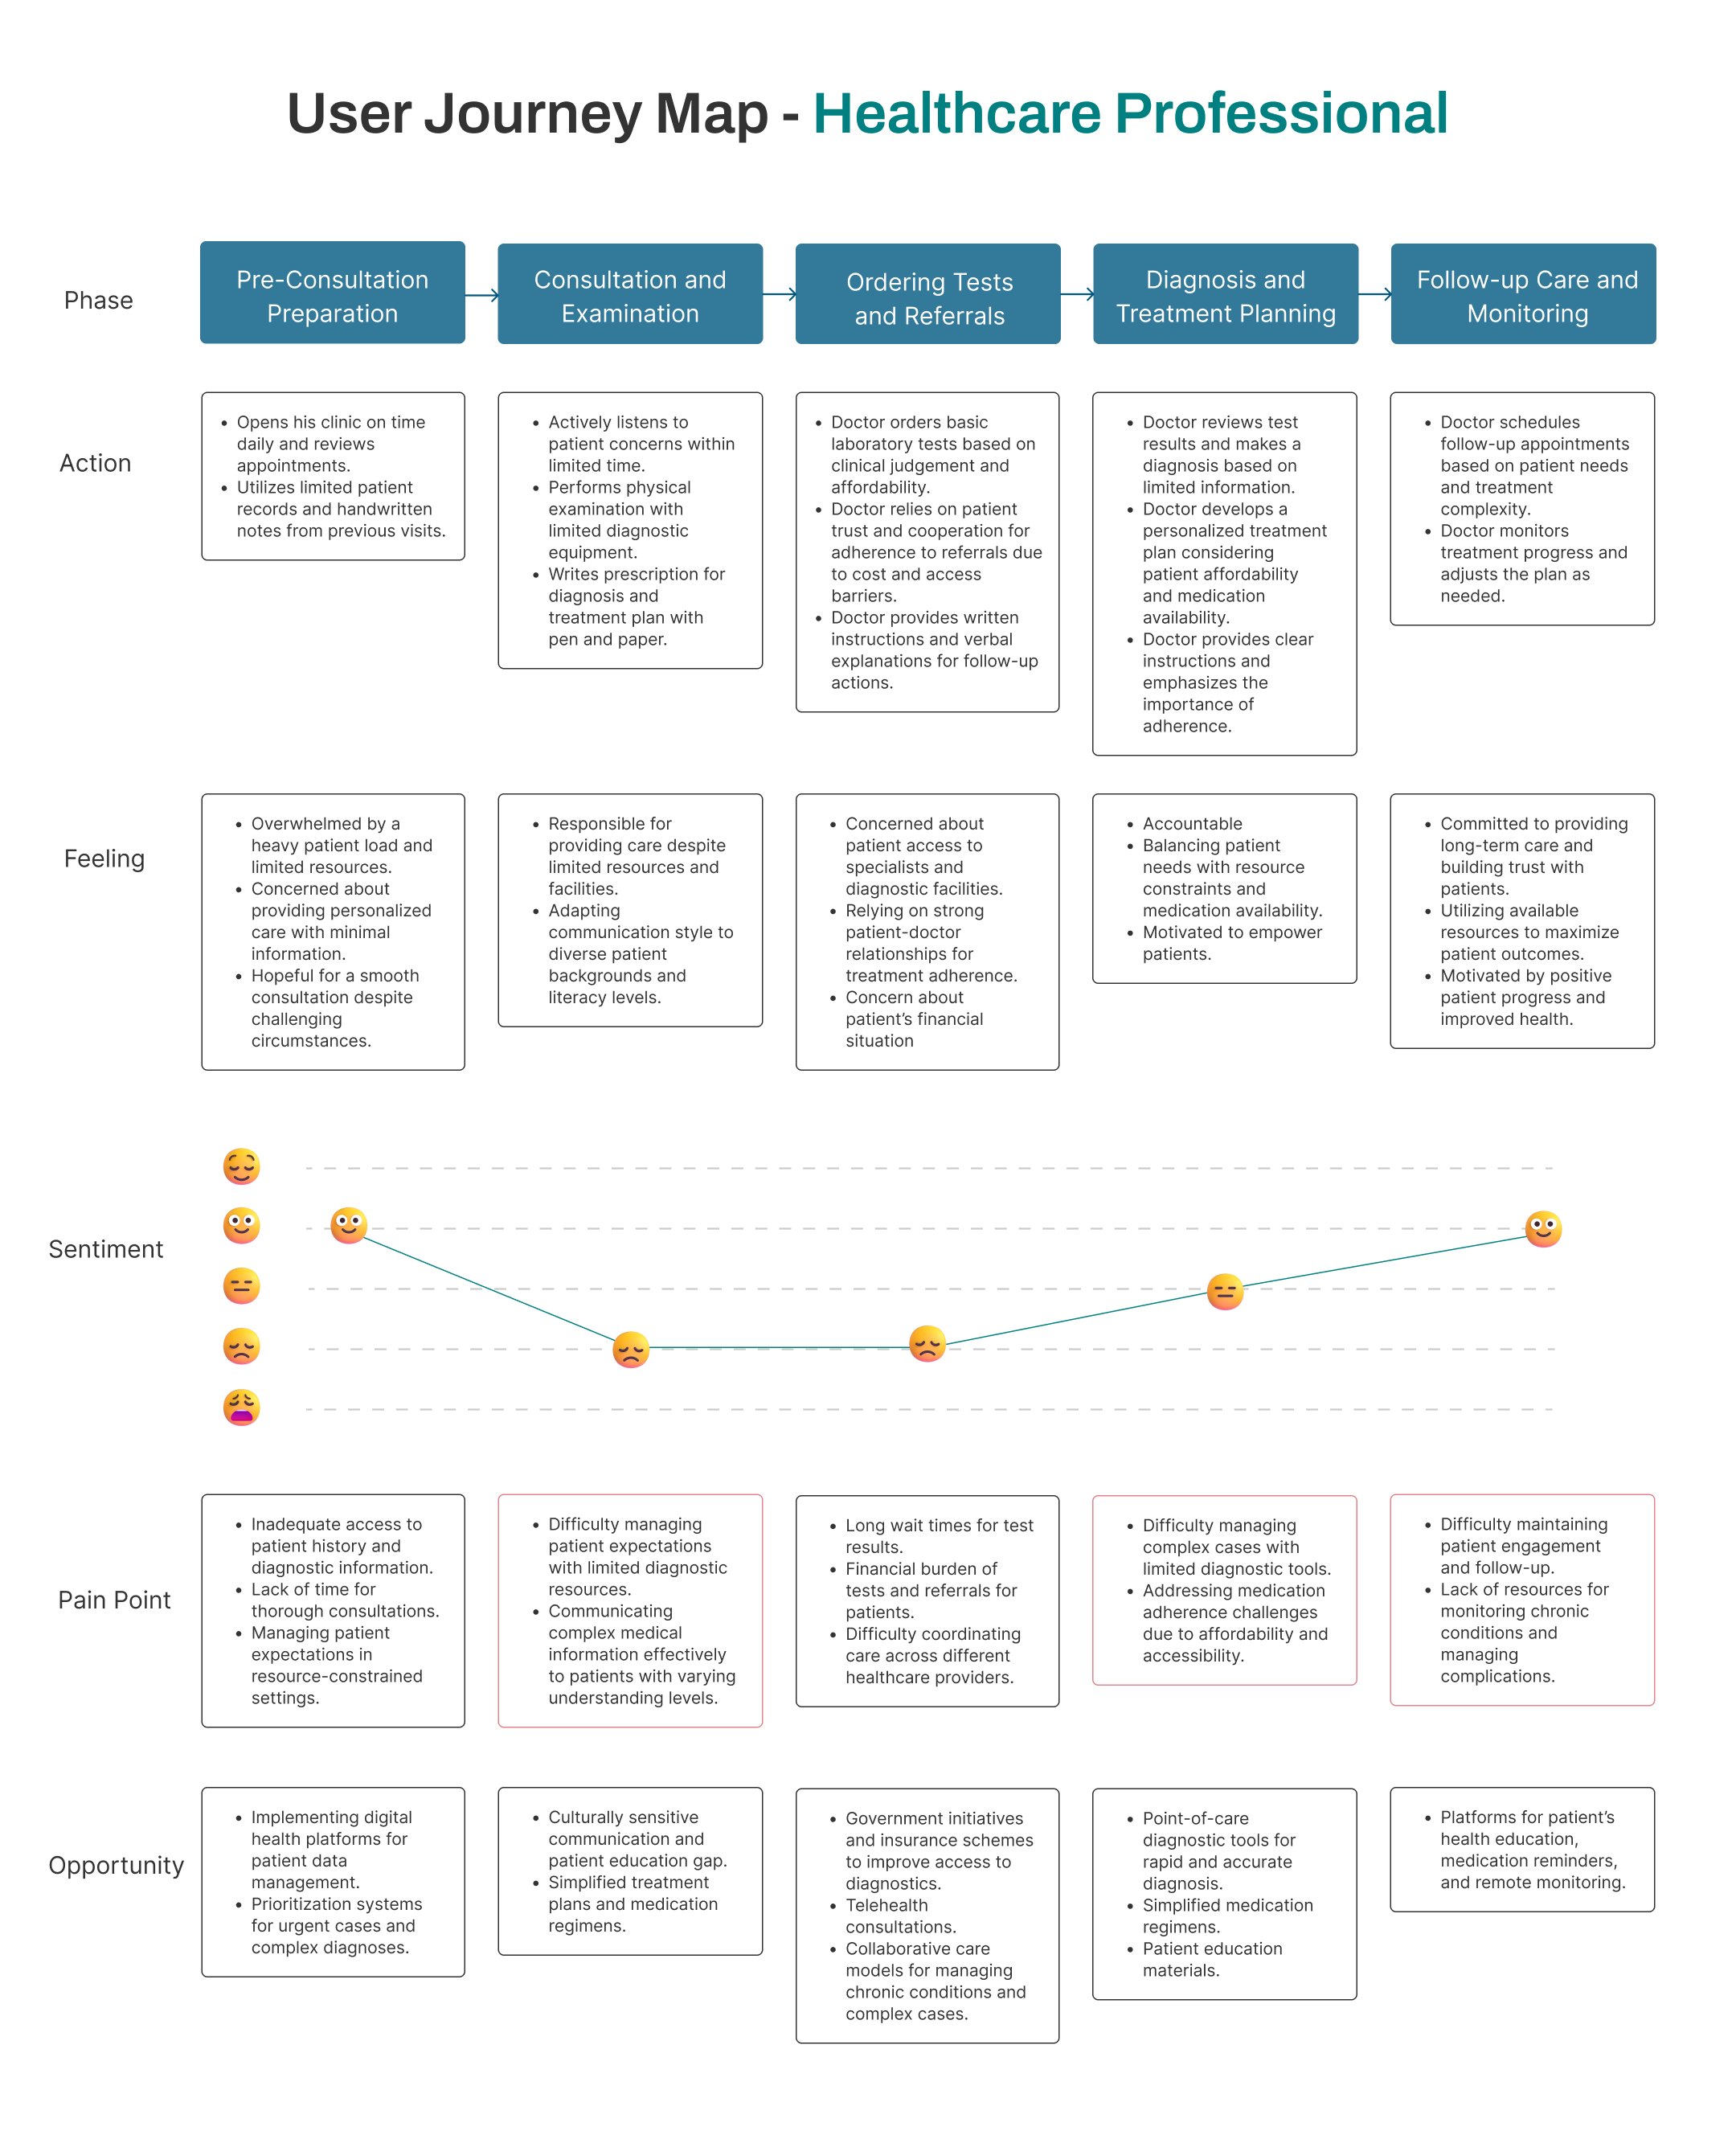 User Journey Map - Healthcare Professional
Phase
Pre-Consultation
Preparation
Consultation and
Examination
Ordering Tests
and Referrals
Diagnosis and
Treatment Planning
Follow-up Care and
Monitoring
Action
• Opens his clinic on time
daily and reviews
appointments.
• Utilizes limited patient
records and handwritten
notes from previous visits.
• Actively listens to
patient concerns within
limited time.
• Performs physical
examination with
limited diagnostic
equipment.
• Writes prescription for
diagnosis and
treatment plan with
pen and paper.
• Doctor orders basic
laboratory tests based on
clinical judgement and
affordability.
• Doctor relies on patient
trust and cooperation for
adherence to referrals due
to cost and access
barriers.
• Doctor provides written
instructions and verbal
explanations for follow-up
actions.
• Doctor reviews test
results and makes a
diagnosis based on
limited information.
• Doctor develops a
personalized treatment
plan considering
patient affordability
and medication
availability.
• Doctor provides clear
instructions and
emphasizes the
importance of
adherence.
• Doctor schedules
follow-up appointments
based on patient needs
and treatment
complexity.
• Doctor monitors
treatment progress and
adjusts the plan as
needed.
Feeling
• Overwhelmed by a
heavy patient load and
limited resources.
• Concerned about
providing personalized
care with minimal
information.
• Hopeful for a smooth
consultation despite
challenging
circumstances.
• Responsible for
providing care despite
limited resources and
facilities.
• Adapting
communication style to
diverse patient
backgrounds and
literacy levels.
• Concerned about
patient access to
specialists and
diagnostic facilities.
• Relying on strong
patient-doctor
relationships for
treatment adherence.
• Concern about
patient’s financial
situation
• Accountable
• Balancing patient
needs with resource
constraints and
medication availability.
• Motivated to empower
patients.
• Committed to providing
long-term care and
building trust with
patients.
• Utilizing available
resources to maximize
patient outcomes.
• Motivated by positive
patient progress and
improved health.
Sentiment
Pain Point
• Inadequate access to
patient history and
diagnostic information.
• Lack of time for
thorough consultations.
• Managing patient
expectations in
resource-constrained
settings.
• Difficulty managing
patient expectations
with limited diagnostic
resources.
• Communicating
complex medical
information effectively
to patients with varying
understanding levels.
• Long wait times for test
results.
• Financial burden of
tests and referrals for
patients.
• Difficulty coordinating
care across different
healthcare providers.
• Difficulty managing
complex cases with
limited diagnostic tools.
• Addressing medication
adherence challenges
due to affordability and
accessibility.
• Difficulty maintaining
patient engagement
and follow-up.
• Lack of resources for
monitoring chronic
conditions and
managing
complications.
Opportunity
• Implementing digital
health platforms for
patient data
management.
• Prioritization systems
for urgent cases and
complex diagnoses.
• Culturally sensitive
communication and
patient education gap.
• Simplified treatment
plans and medication
regimens.
• Government initiatives
and insurance schemes
to improve access to
diagnostics.
• Telehealth
consultations.
• Collaborative care
models for managing
chronic conditions and
complex cases.
• Point-of-care
diagnostic tools for
rapid and accurate
diagnosis.
• Simplified medication
regimens.
• Patient education
materials.
• Platforms for patient’s
health education,
medication reminders,
and remote monitoring.